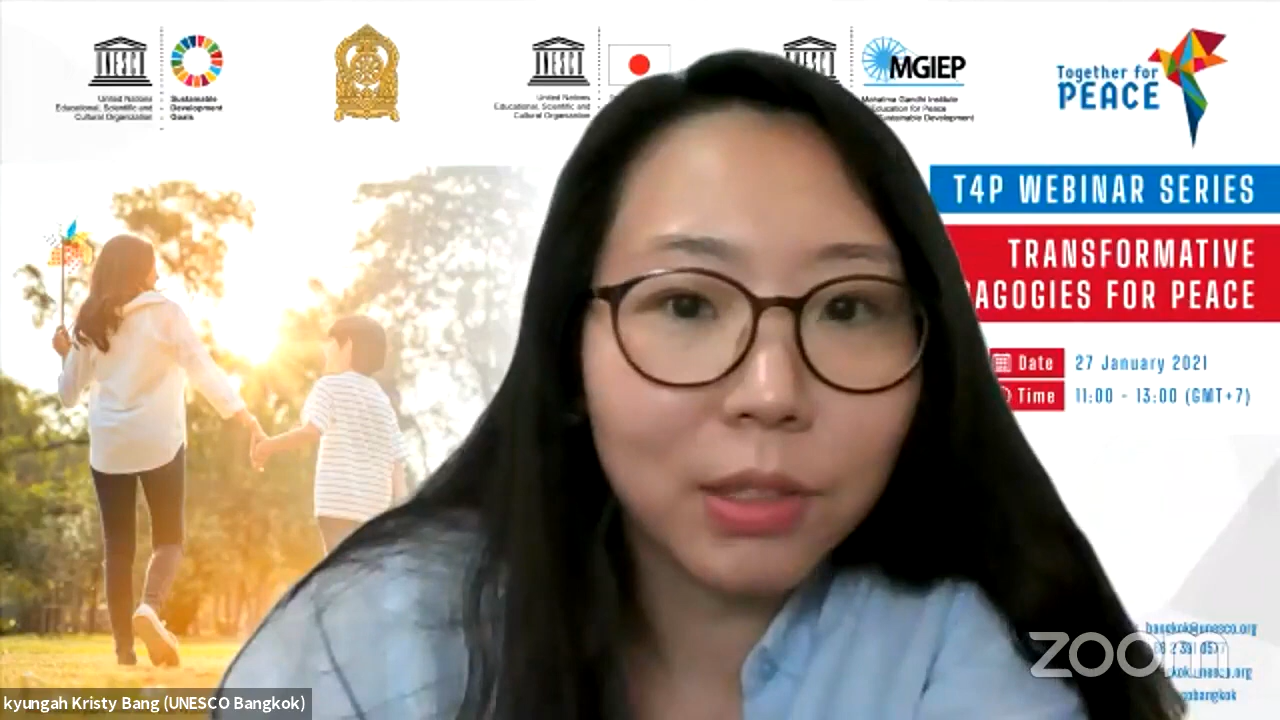 UNESCO
United Nations
Educational, Scientific and
Cultural Organization
Sustainable
Development
Goals
UNESCO
United Nations
Educational, Scientific and
Cultural Organization
MGIEP
Mahatma Gandhi Institute
Education for Peace
Sustainable Development
Together for
PEACE
T4P WEBINAR SERIES
TRANSFORMATIVE
AGOGIES FOR PEACE
Date 27 January 2021
Time 11:00 - 13:00 (GMT+7)
bangkok@unesco.org
zoom
kyungah Kristy Bang (UNESCO Bangkok)